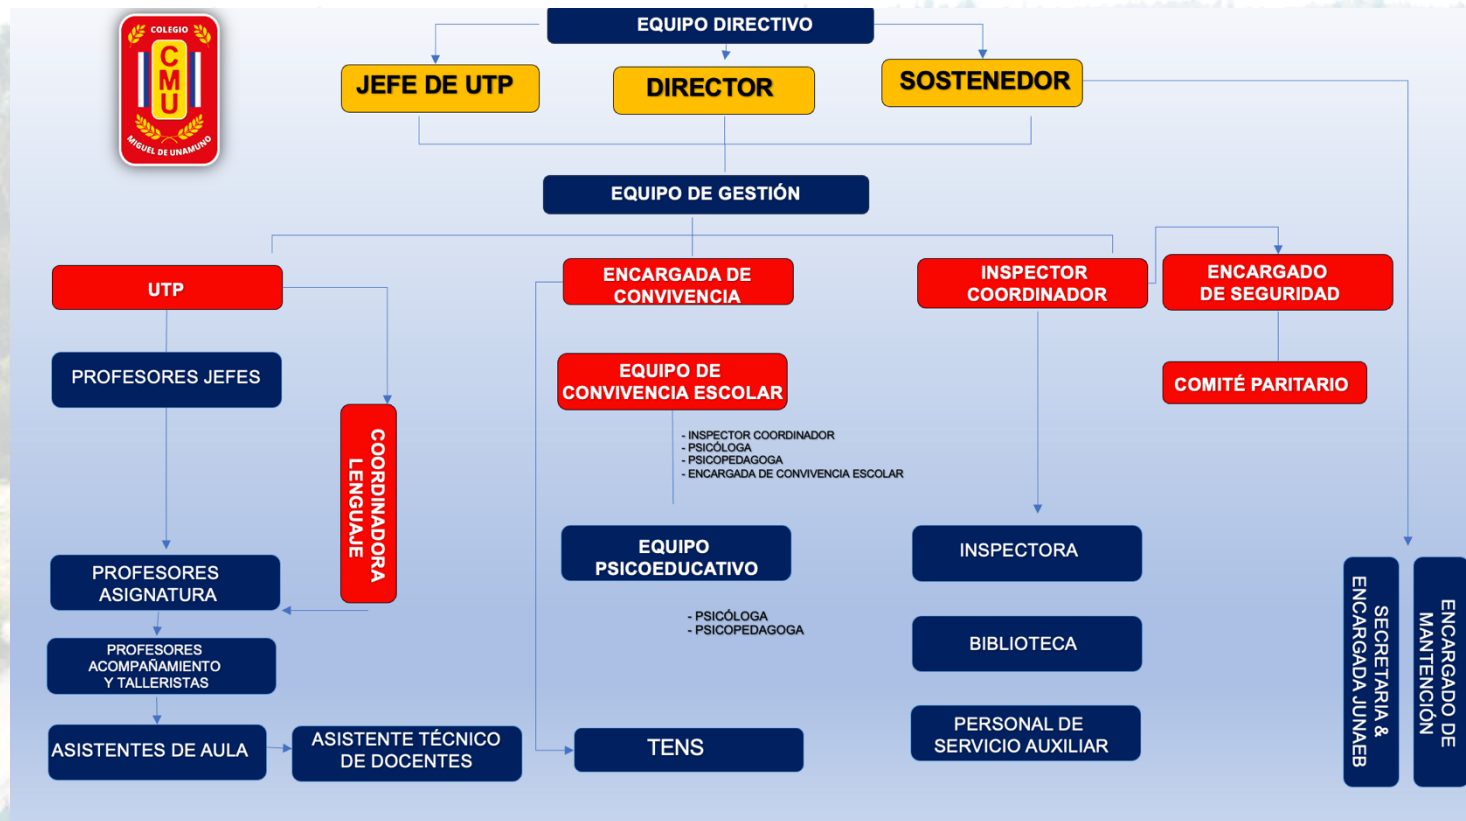 COLEGIO
CMU
MIGUEL DE UNAMUNO
EQUIPO DIRECTIVO
JEFE DE UTP
DIRECTOR
SOSTENEDOR
EQUIPO DE GESTIÓN
UTP
ENCARGADA DE
CONVIVENCIA
INSPECTOR
COORDINADOR
ENCARGADO
DE SEGURIDAD
PROFESORES JEFES
EQUIPO DE
CONVIVENCIA ESCOLAR
COMITÉ PARITARIO
COORDINADORA
LENGUAJE
- INSPECTOR COORDINADOR
- PSICÓLOGA
- PSICOPEDAGOGA
- ENCARGADA DE CONVIVENCIA ESCOLAR
PROFESORES
ASIGNATURA
EQUIPO
PSICOEDUCATIVO
INSPECTORA
- PSICÓLOGA
- PSICOPEDAGOGA
BIBLIOTECA
PROFESORES
ACOMPAÑAMIENTO
Y TALLERISTAS
ASISTENTES DE AULA
ASISTENTE TÉCNICO
DE DOCENTES
TENS
PERSONAL DE
SERVICIO AUXILIAR
SECRETARIA &
ENCARGADA JUNAEB
ENCARGADO DE
MANTENCIÓN